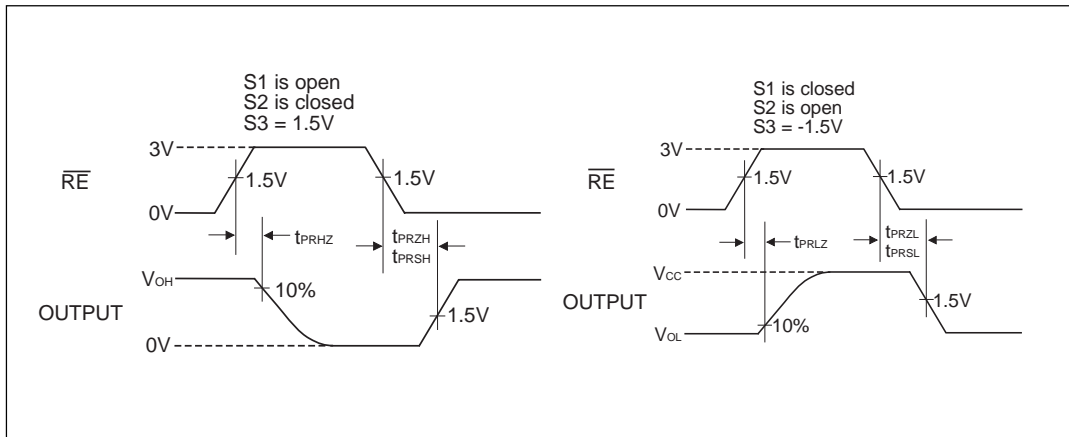 S1 is open
S2 is closed
S3 = 1.5V
3V
RE
1.5V
1.5V
0V
tPRHZ
tPRZH
tPRSH
VOH
10%
OUTPUT
1.5V
0V
S1 is closed
S2 is open
S3 = -1.5V
3V
RE
1.5V
1.5V
0V
tPRLZ
tPRZL
tPRSL
VCC
OUTPUT
1.5V
10%
VOL